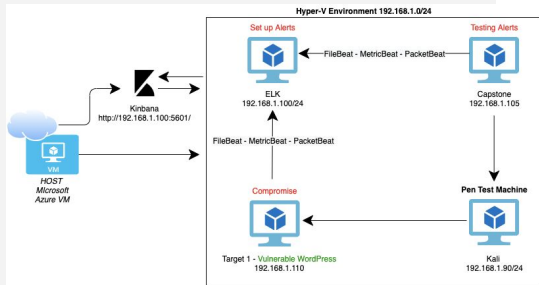 Hyper-V Environment 192.168.1.0/24
Set up Alerts
Testing Alerts
FileBeat - MetricBeat - PacketBeat
ELK
192.168.1.100/24
Capstone
192.168.1.105
Kinbana
http://192.168.1.100:5601/
FileBeat - MetricBeat - PacketBeat
VM
HOST
MIcrosoft
Azure VM
Compromise
Pen Test Machine
Target 1 - Vulnerable WordPress
192.168.1.110
Kali
192.168.1.90/24